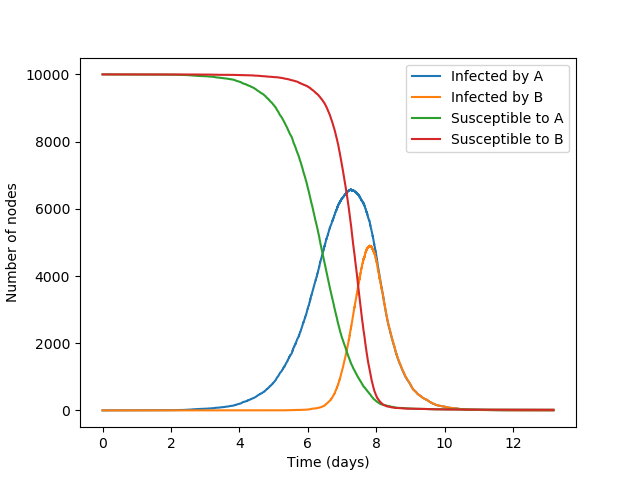 10000
8000
6000
4000
2000
0
Number of nodes
Infected by A
Infected by B
Susceptible to A
Susceptible to B
0 2 4 6 8 10 12
Time (days)